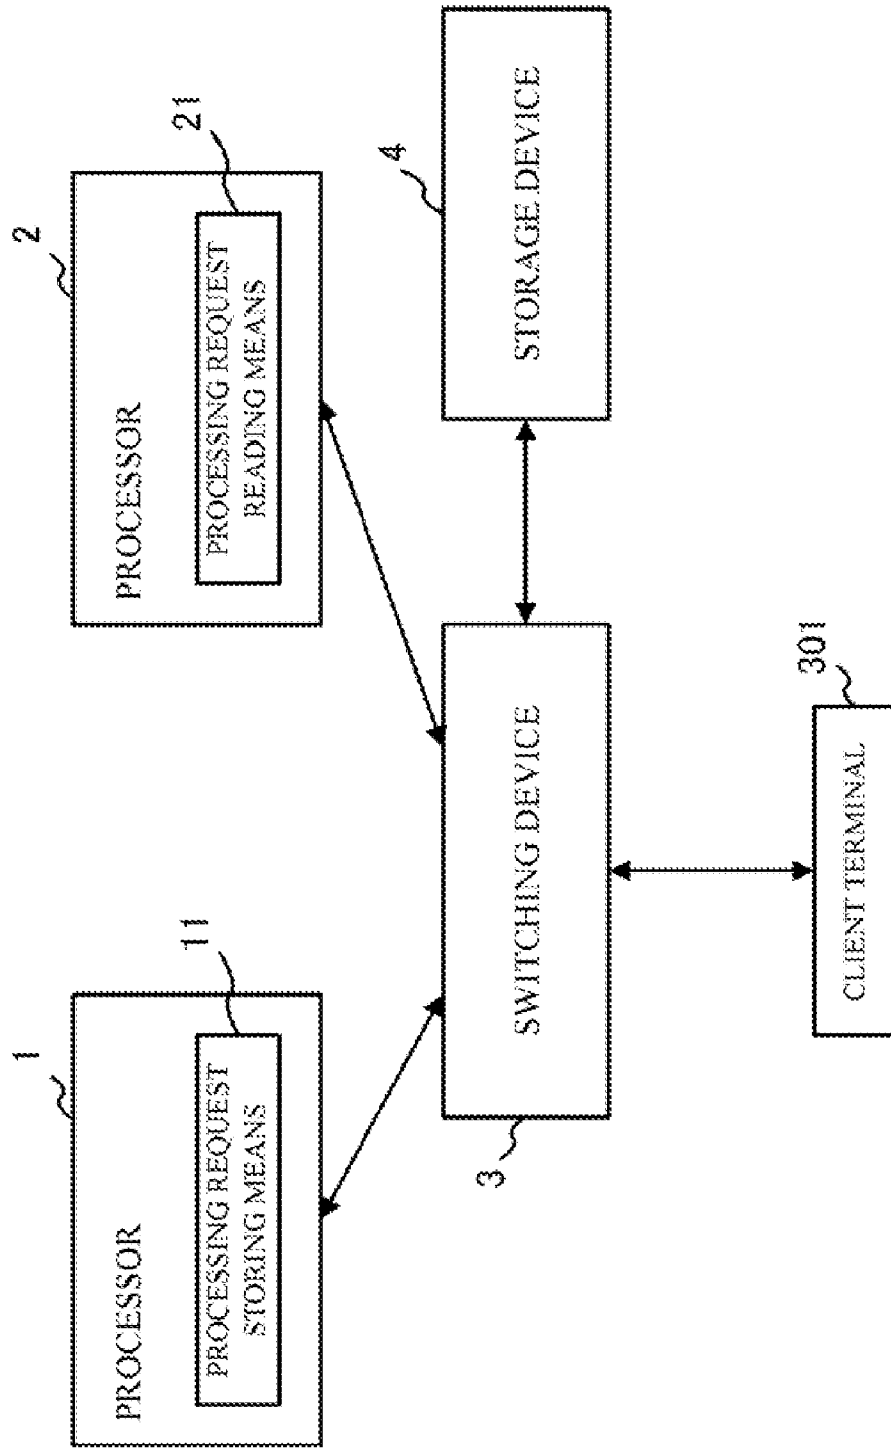 1
PROCESSOR
11
PROCESSING REQUEST
STORING MEANS
2
PROCESSOR
21
PROCESSING REQUEST
READING MEANS
3
SWITCHING DEVICE
4
STORAGE DEVICE
301
CLIENT TERMINAL